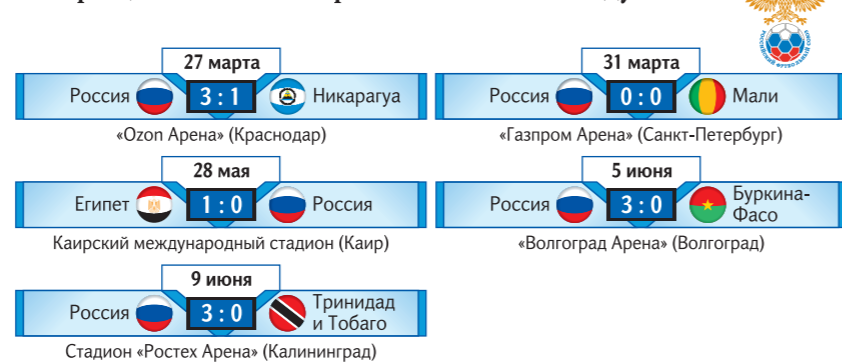 27 марта
Россия 3 : 1 Никарагуа
«Ozon Арена» (Краснодар)
31 марта
Россия 0 : 0 Мали
«Газпром Арена» (Санкт-Петербург)
28 мая
Египет 1 : 0 Россия
Каирский международный стадион (Каир)
5 июня
Россия 3 : 0 Буркина-
Фасо
«Волгоград Арена» (Волгоград)
9 июня
Россия 3 : 0 Тринидад
и Тобаго
Стадион «Ростех Арена» (Калининград)